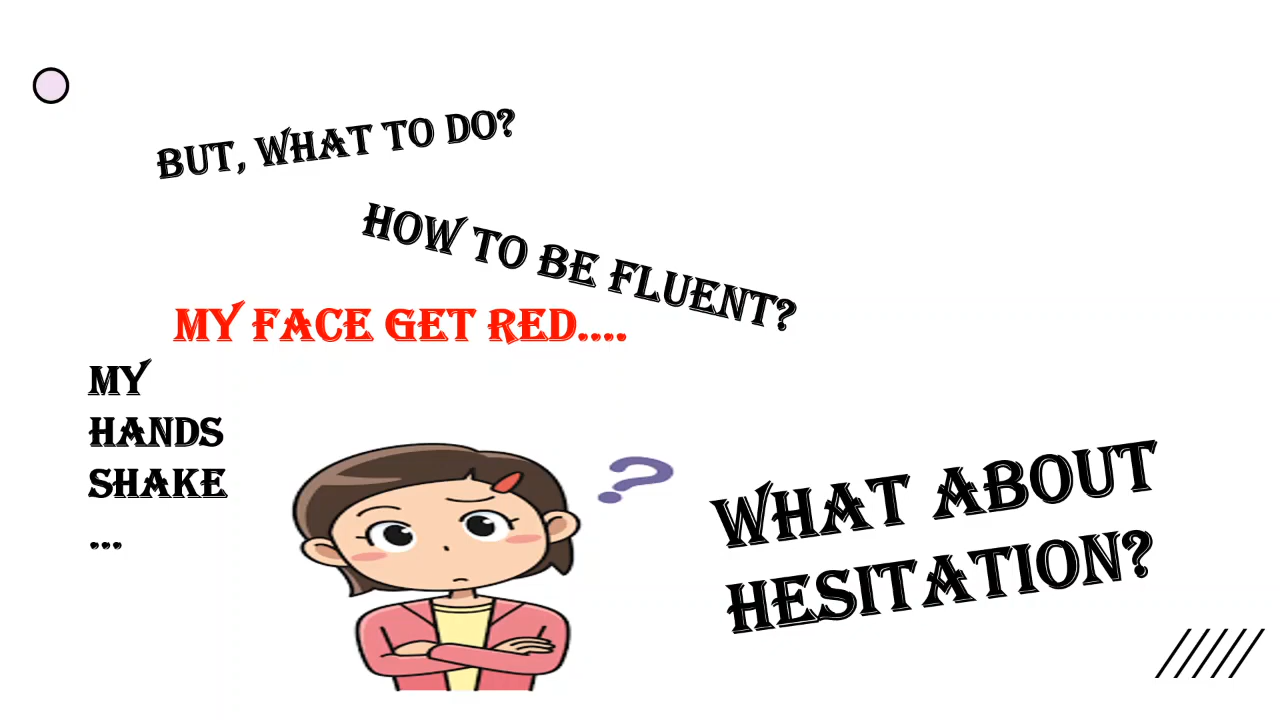 BUT, WHAT TO DO?
HOW TO BE FLUENT?
MY FACE GET RED....
MY
HANDS
SHAKE
...
WHAT ABOUT
HESITATION?